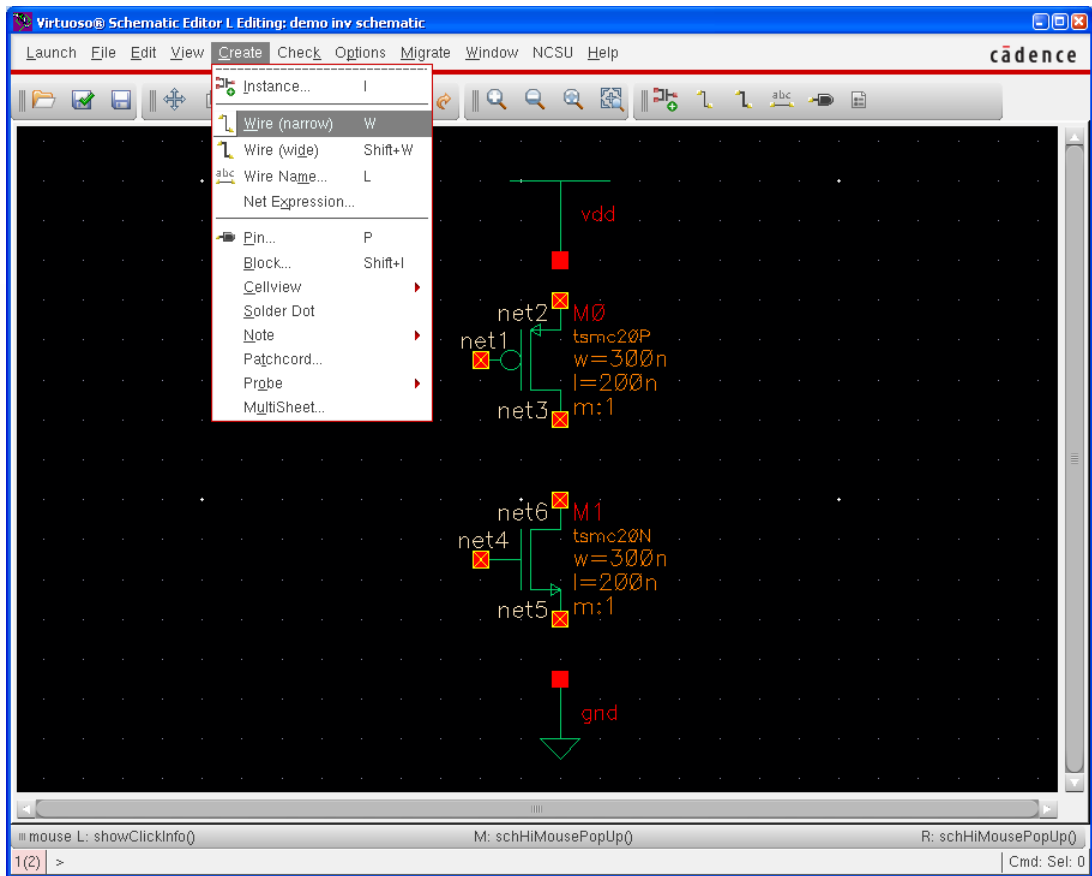 Virtuoso® Schematic Editor L Editing: demo inv schematic
Launch File Edit View Create Check Options Migrate Window NCSU Help cādence
Instance... I
Wire (narrow) W
Wire (wide) Shift+W
abc Wire Name... L
Net Expression...
Pin... P
Block... Shift+I
Cellview
Solder Dot
Note
Patchcord...
Probe
MultiSheet...
abc
vdd
net2 M0
net1 tsmc20P
w=300n
l=200n
net3 m:1
net6 M1
net4 tsmc20N
w=300n
l=200n
net5 m:1
gnd
mouse L: showClickInfo() M: schHiMousePopUp() R: schHiMousePopUp()
1(2) > Cmd: Sel: 0